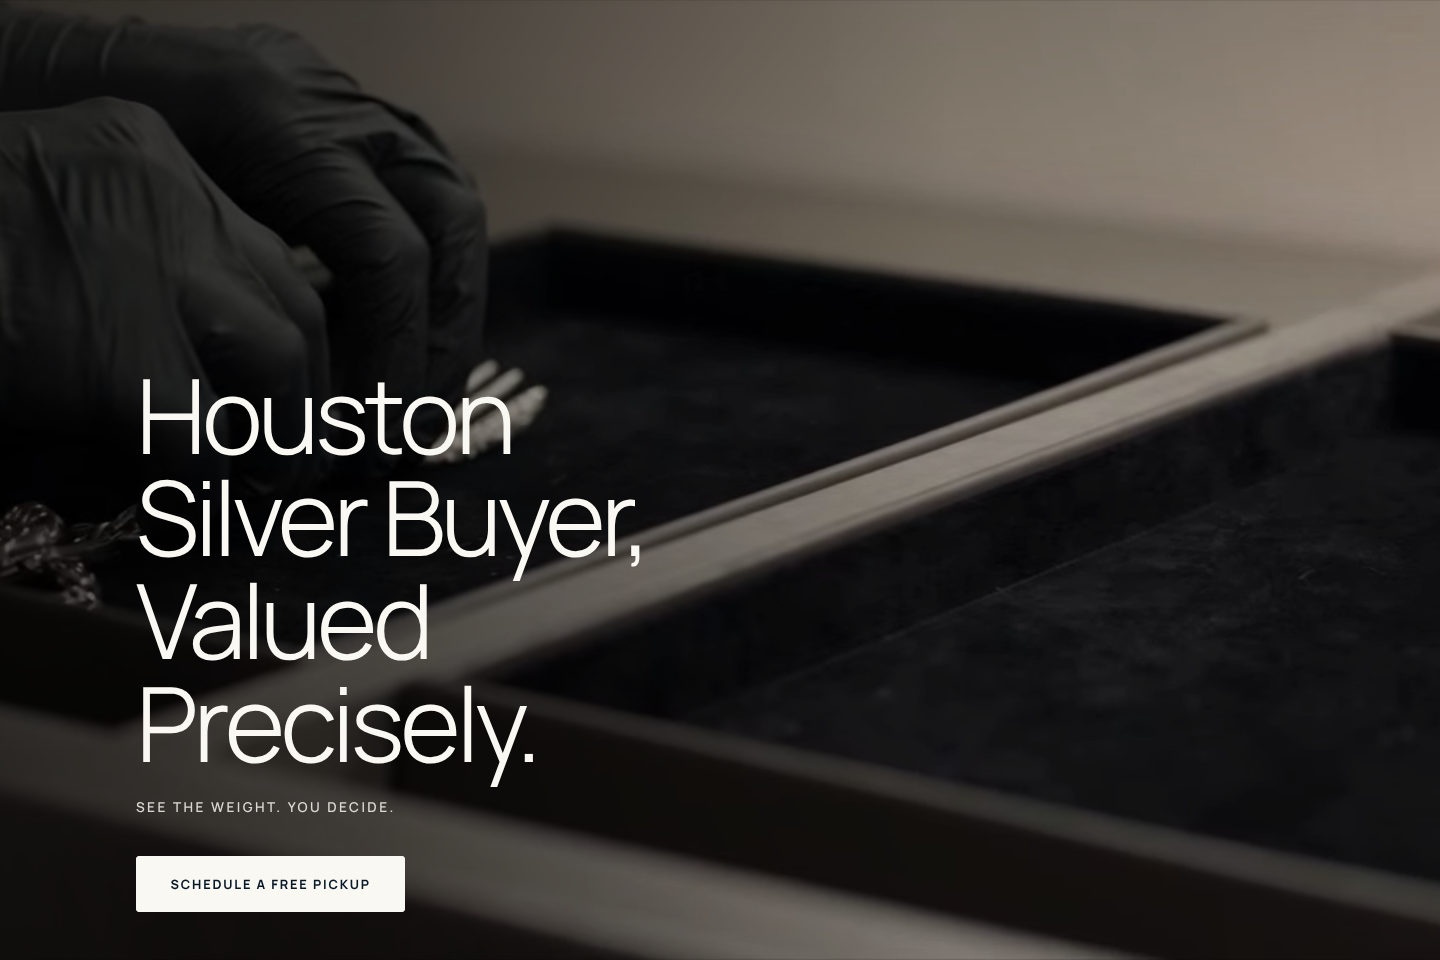 Houston
Silver Buyer,
Valued
Precisely.
SEE THE WEIGHT. YOU DECIDE.
SCHEDULE A FREE PICKUP